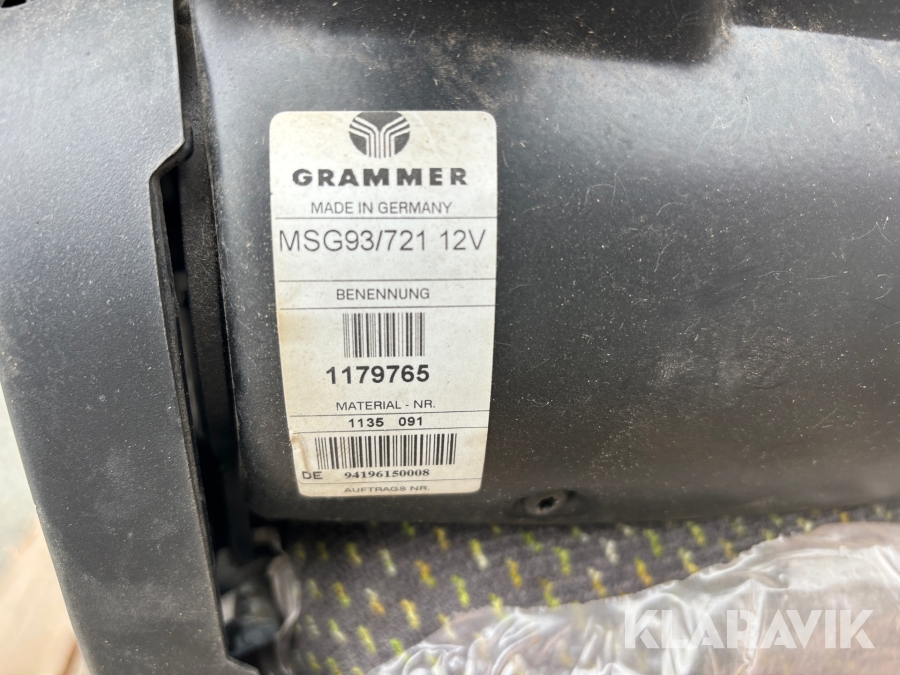 GRAMMER
MADE IN GERMANY
MSG93/721 12V
BENENNUNG
1179765
MATERIAL - NR.
1135 091
DE 94196150008
AUFTRAGS NR.
KLARAVIK